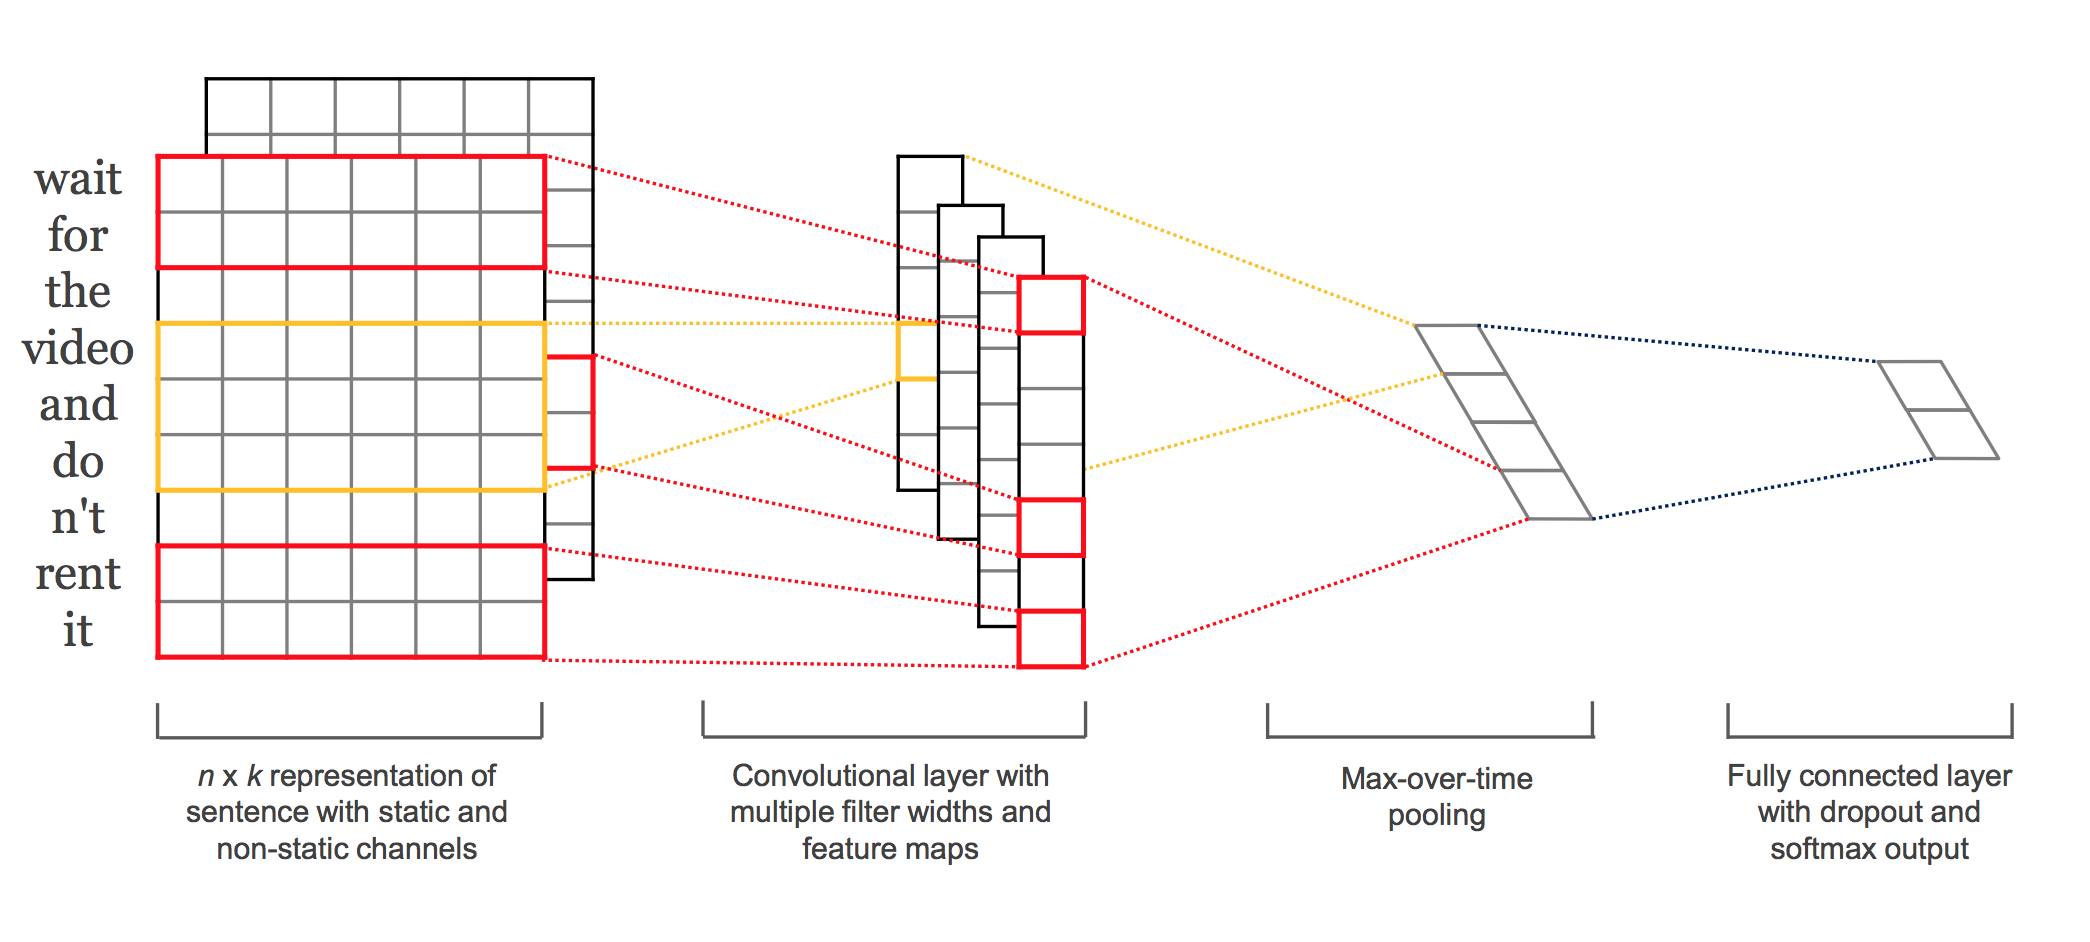 wait
for
the
video
and
do
n't
rent
it
n x k representation of
sentence with static and
non-static channels
Convolutional layer with
multiple filter widths and
feature maps
Max-over-time
pooling
Fully connected layer
with dropout and
softmax output